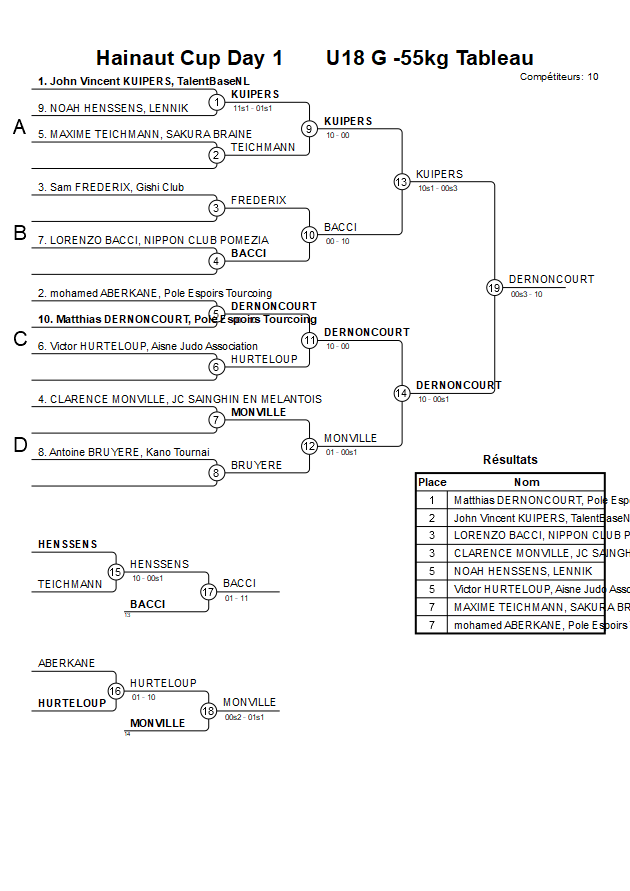 Hainaut Cup Day 1 U18 G -55kg Tableau
Compétiteurs: 10
1. John Vincent KUIPERS, TalentBaseNL
1 KUIPERS
11s1 - 01s1
9. NOAH HENSSENS, LENNIK
9 KUIPERS
10 - 00
A
5. MAXIME TEICHMANN, SAKURA BRAINE
2 TEICHMANN
13 KUIPERS
10s1 - 00s3
3. Sam FREDERIX, Gishi Club
3 FREDERIX
B
10 BACCI
00 - 10
7. LORENZO BACCI, NIPPON CLUB POMEZIA
4 BACCI
19 DERNONCOURT
00s3 - 10
2. mohamed ABERKANE, Pole Espoirs Tourcoing
5 DERNONCOURT
10. Matthias DERNONCOURT, Pole Espoirs Tourcoing
11 DERNONCOURT
10 - 00
C
6. Victor HURTELOUP, Aisne Judo Association
6 HURTELOUP
14 DERNONCOURT
10 - 00s1
4. CLARENCE MONVILLE, JC SAINGHIN EN MELANTOIS
7 MONVILLE
D
12 MONVILLE
01 - 00s1
8. Antoine BRUYERE, Kano Tournai
8 BRUYERE
Résultats
Place Nom
1 Matthias DERNONCOURT, Pole Espo
2 John Vincent KUIPERS, TalentBaseN
3 LORENZO BACCI, NIPPON CLUB P
3 CLARENCE MONVILLE, JC SAINGH
5 NOAH HENSSENS, LENNIK
5 Victor HURTELOUP, Aisne Judo Asso
7 MAXIME TEICHMANN, SAKURA BR
7 mohamed ABERKANE, Pole Espoirs
HENSSENS
15 HENSSENS
10 - 00s1
TEICHMANN
17 BACCI
01 - 11
BACCI
13
ABERKANE
16 HURTELOUP
01 - 10
HURTELOUP
18 MONVILLE
00s2 - 01s1
MONVILLE
14